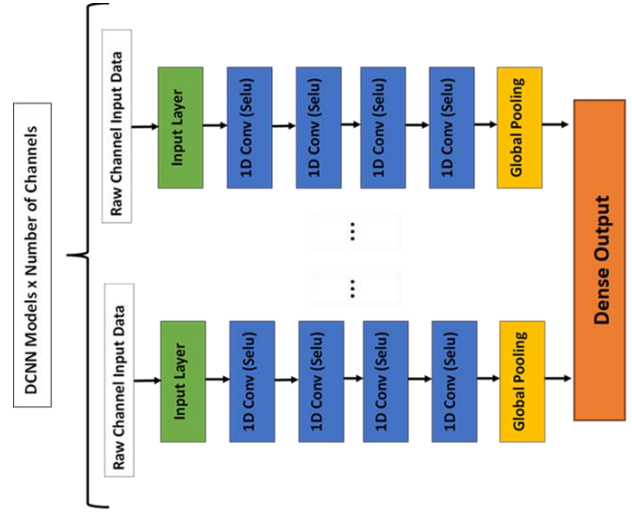 DCNN Models x Number of Channels
Raw Channel Input Data
Input Layer
1D Conv (Selu)
1D Conv (Selu)
1D Conv (Selu)
1D Conv (Selu)
Global Pooling
...
...
Raw Channel Input Data
Input Layer
1D Conv (Selu)
1D Conv (Selu)
1D Conv (Selu)
1D Conv (Selu)
Global Pooling
Dense Output